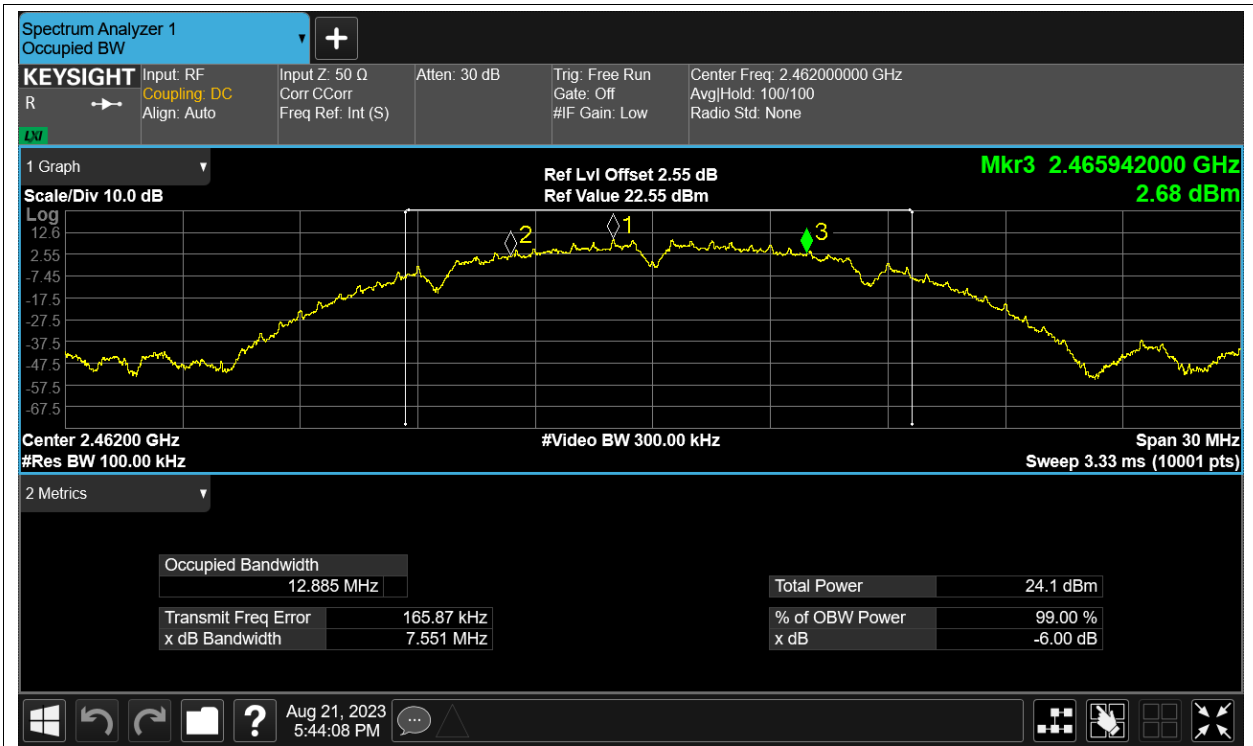 Spectrum Analyzer 1
Occupied BW
KEYSIGHT
R
LXI
Input: RF
Coupling: DC
Align: Auto
Input Z: 50 Ω
Corr CCorr
Freq Ref: Int (S)
Atten: 30 dB
Trig: Free Run
Gate: Off
#IF Gain: Low
Center Freq: 2.462000000 GHz
Avg|Hold: 100/100
Radio Std: None
1 Graph
Scale/Div 10.0 dB
Ref Lvl Offset 2.55 dB
Ref Value 22.55 dBm
Mkr3 2.465942000 GHz
2.68 dBm
Log
12.6
2.55
-7.45
-17.5
-27.5
-37.5
-47.5
-57.5
-67.5
2
1
3
Center 2.46200 GHz
#Res BW 100.00 kHz
#Video BW 300.00 kHz
Span 30 MHz
Sweep 3.33 ms (10001 pts)
2 Metrics
Occupied Bandwidth
12.885 MHz
Transmit Freq Error 165.87 kHz
x dB Bandwidth 7.551 MHz
Total Power 24.1 dBm
% of OBW Power 99.00 %
x dB -6.00 dB
?
Aug 21, 2023
5:44:08 PM